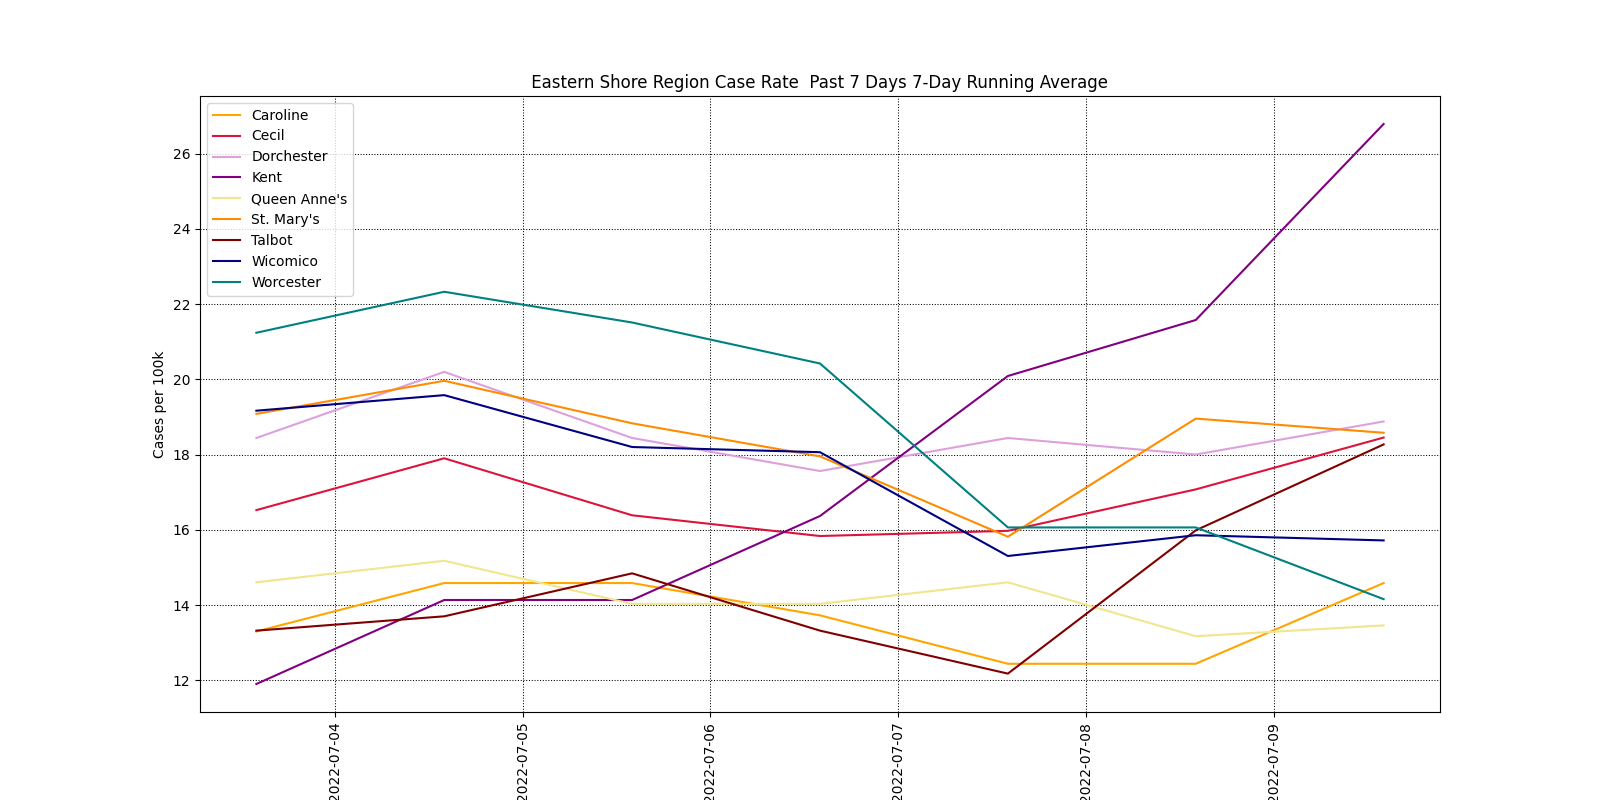 Eastern Shore Region Case Rate  Past 7 Days 7-Day Running Average
Caroline
Cecil
Dorchester
Kent
Queen Anne's
St. Mary's
Talbot
Wicomico
Worcester
Cases per 100k
26
24
22
20
18
16
14
12
2022-07-04
2022-07-05
2022-07-06
2022-07-07
2022-07-08
2022-07-09